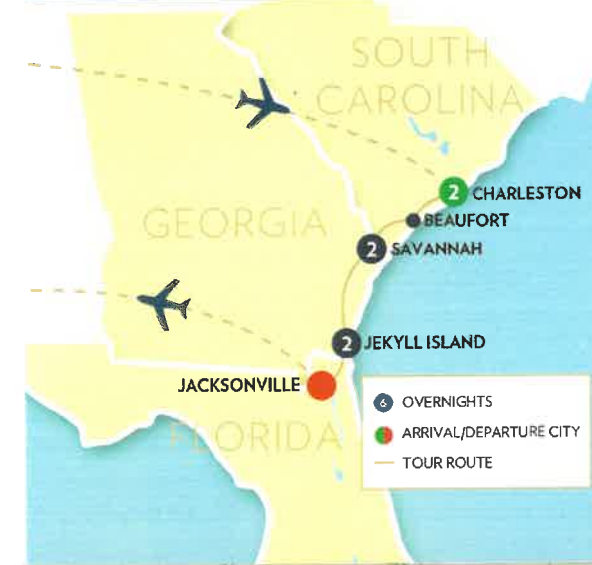 SOUTH
CAROLINA
2 CHARLESTON
BEAUFORT
GEORGIA
2 SAVANNAH
2 JEKYLL ISLAND
JACKSONVILLE
6 OVERNIGHTS
ARRIVAL/DEPARTURE CITY
FLORIDA
TOUR ROUTE